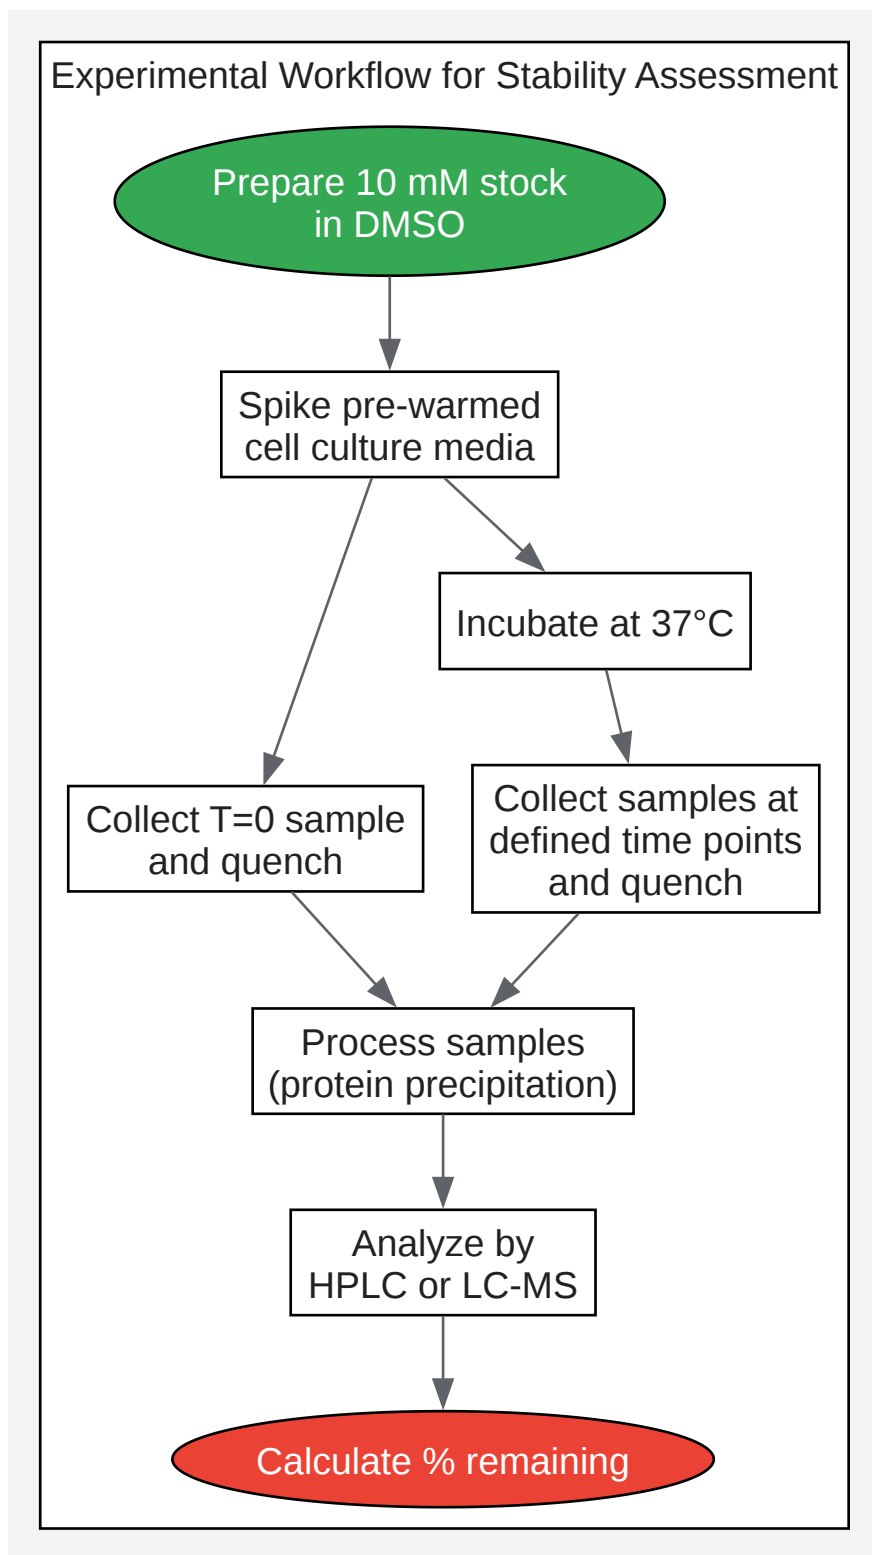 Experimental Workflow for Stability Assessment
Prepare 10 mM stock
in DMSO
Spike pre-warmed
cell culture media
Incubate at 37°C
Collect T=0 sample
and quench
Collect samples at
defined time points
and quench
Process samples
(protein precipitation)
Analyze by
HPLC or LC-MS
Calculate % remaining